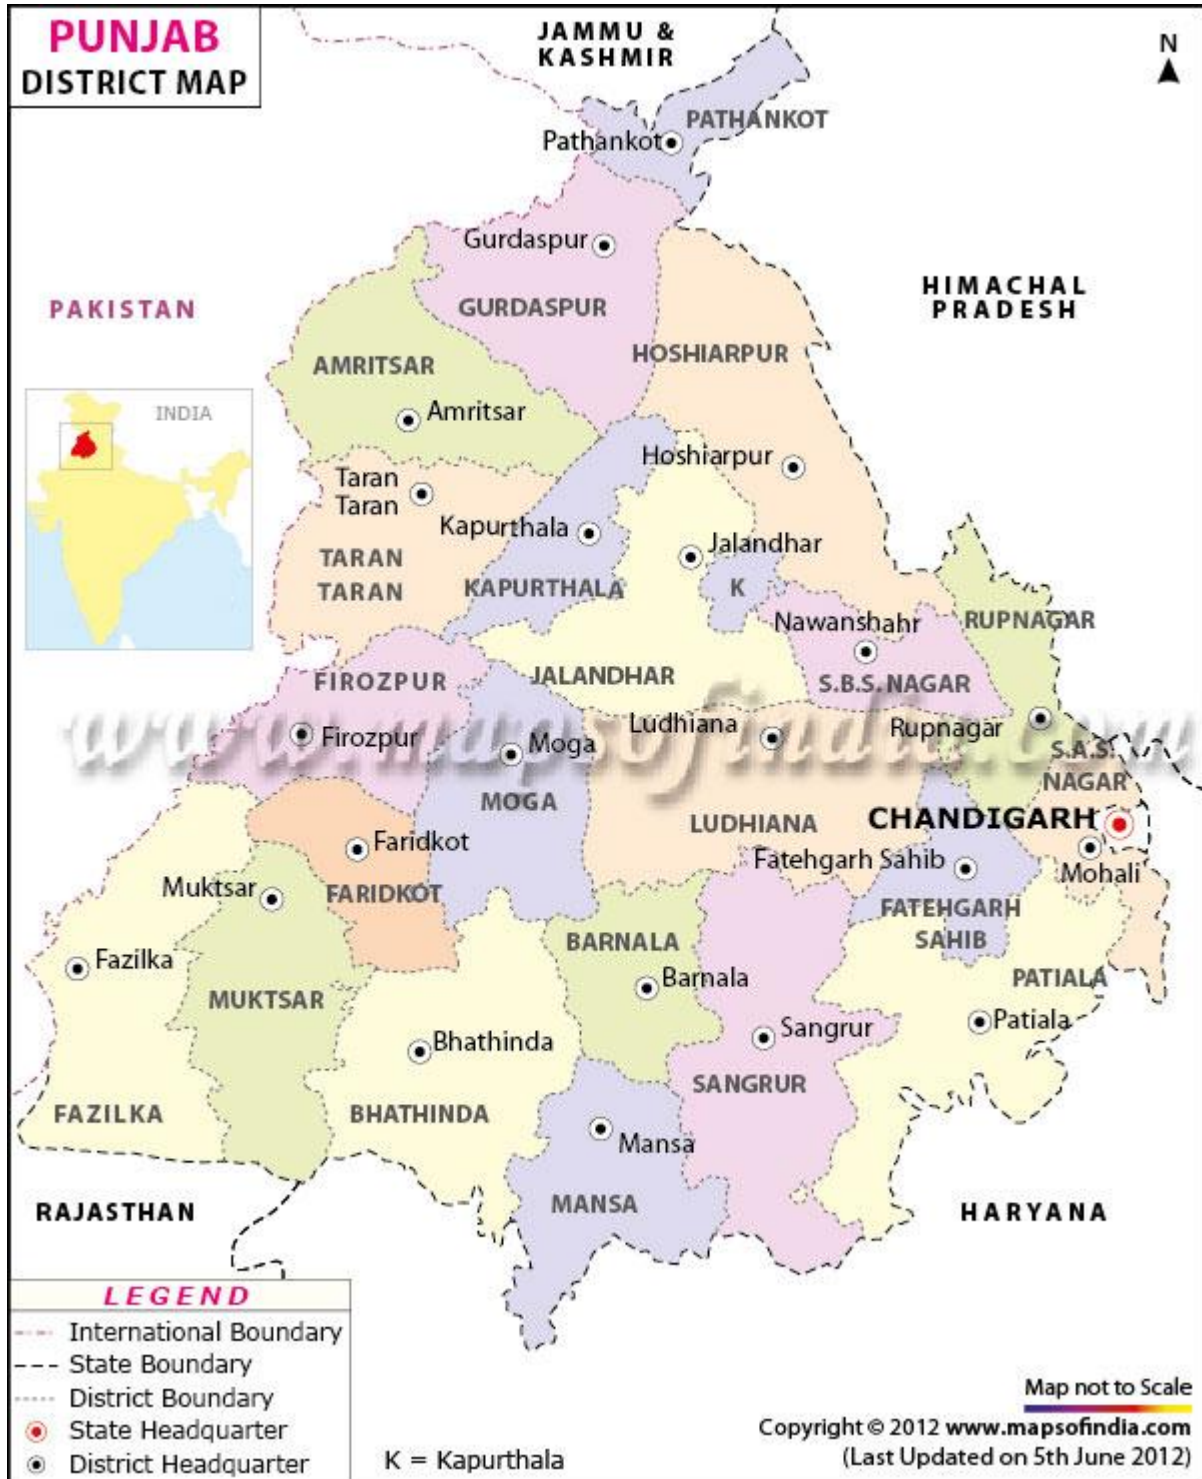 PUNJAB
DISTRICT MAP
JAMMU &
KASHMIR
N
PATHANKOT
Pathankot
Gurdaspur
GURDASPUR
PAKISTAN
HIMACHAL
PRADESH
HOSHIARPUR
AMRITSAR
Amritsar
INDIA
Hoshiarpur
Taran
Taran
Kapurthala
Jalandhar
TARAN
TARAN
KAPURTHALA
K
Nawanshahr
RUPNAGAR
FIROZPUR
JALANDHAR
S.B.S. NAGAR
www.mapsofindia.com
Firozpur
Moga
Ludhiana
Rupnagar
S.A.S.
NAGAR
MOGA
LUDHIANA
CHANDIGARH
Faridkot
Fatehgarh Sahib
Mohali
Muktsar
FARIDKOT
FATEHGARH
SAHIB
BARNALA
Fazilka
Barnala
PATIALA
MUKTSAR
Bhathinda
Sangrur
Patiala
FAZILKA
BHATHINDA
SANGRUR
Mansa
MANSA
RAJASTHAN
HARYANA
LEGEND
International Boundary
State Boundary
District Boundary
State Headquarter
District Headquarter
K = Kapurthala
Map not to Scale
Copyright © 2012 www.mapsofindia.com
(Last Updated on 5th June 2012)